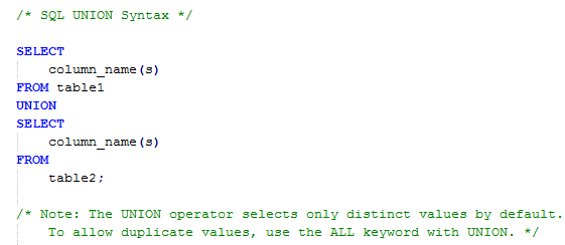 /* SQL UNION Syntax */
SELECT
column_name(s)
FROM table1
UNION
SELECT
column_name(s)
FROM
table2;
/* Note: The UNION operator selects only distinct values by default.
To allow duplicate values, use the ALL keyword with UNION. */